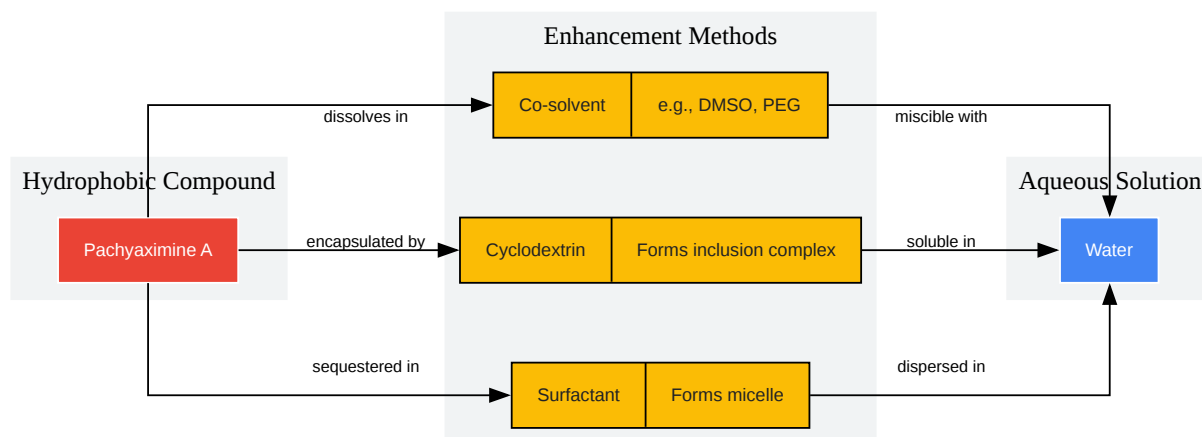 Enhancement Methods
Co-solvent
e.g., DMSO, PEG
dissolves in
miscible with
Hydrophobic Compound
Aqueous Solution
Pachyaximine A
encapsulated by
Cyclodextrin
Forms inclusion complex
soluble in
Water
sequestered in
Surfactant
Forms micelle
dispersed in